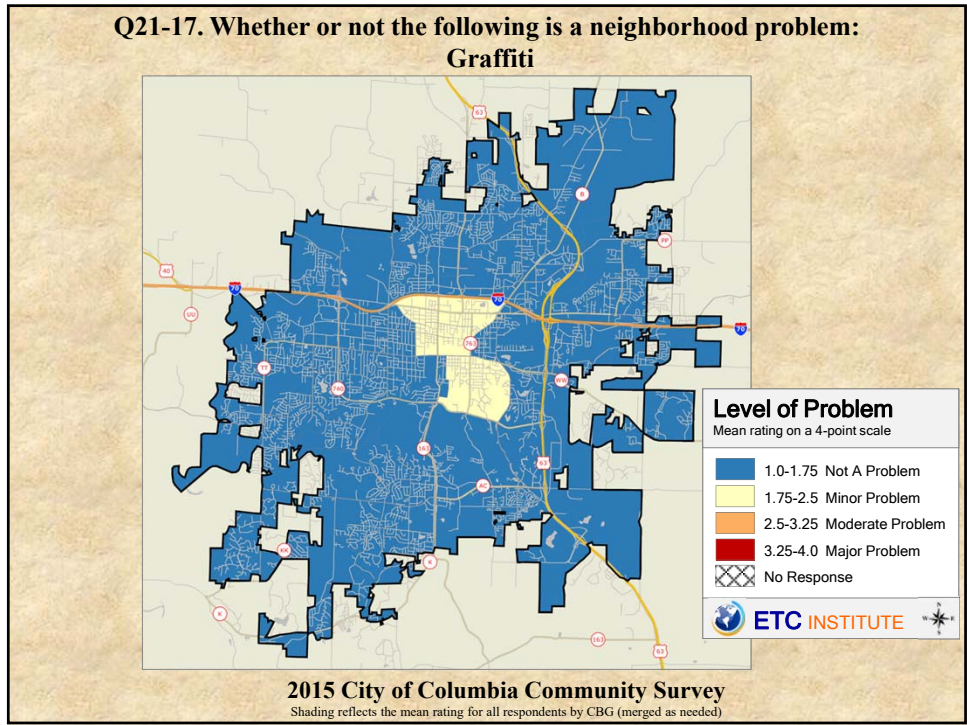 Q21-17. Whether or not the following is a neighborhood problem:
Graffiti
63
B
PP
40
70
70
70
UU
763
TT
740
WW
163
63
AC
KK
K
K
163
63
Level of Problem
Mean rating on a 4-point scale
1.0-1.75 Not A Problem
1.75-2.5 Minor Problem
2.5-3.25 Moderate Problem
3.25-4.0 Major Problem
No Response
ETC INSTITUTE
N
W E
S
2015 City of Columbia Community Survey
Shading reflects the mean rating for all respondents by CBG (merged as needed)